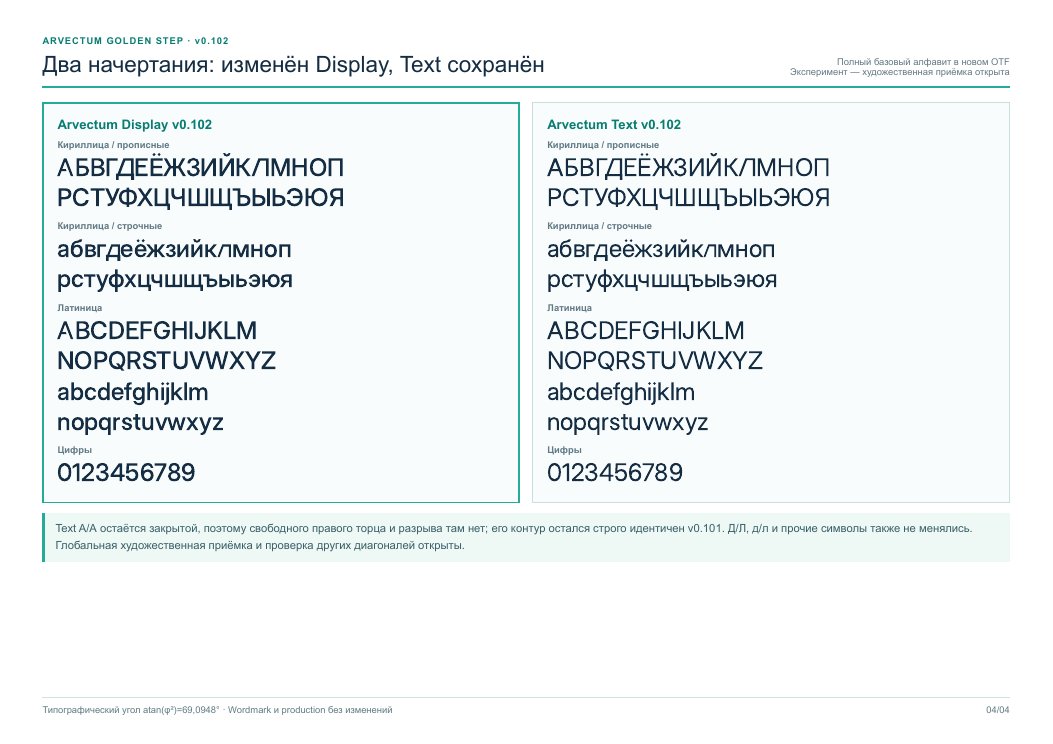 ARVECTUM GOLDEN STEP · v0.102
Два начертания: изменён Display, Text сохранён
Полный базовый алфавит в новом OTF
Эксперимент — художественная приёмка открыта
Arvectum Display v0.102
Кириллица / прописные
АБВГДЕЁЖЗИЙКЛМНОП
РСТУФХЦЧШЩЪЫЬЭЮЯ
Кириллица / строчные
абвгдеёжзийклмноп
рстуфхцчшщъыьэюя
Латиница
ABCDEFGHIJKLM
NOPQRSTUVWXYZ
abcdefghijklm
nopqrstuvwxyz
Цифры
0123456789
Arvectum Text v0.102
Кириллица / прописные
АБВГДЕЁЖЗИЙКЛМНОП
РСТУФХЦЧШЩЪЫЬЭЮЯ
Кириллица / строчные
абвгдеёжзийклмноп
рстуфхцчшщъыьэюя
Латиница
ABCDEFGHIJKLM
NOPQRSTUVWXYZ
abcdefghijklm
nopqrstuvwxyz
Цифры
0123456789
Text A/А остаётся закрытой, поэтому свободного правого торца и разрыва там нет; его контур остался строго идентичен v0.101. Д/Л, д/л и прочие символы также не менялись.
Глобальная художественная приёмка и проверка других диагоналей открыты.
Типографический угол atan(φ²)=69,0948° · Wordmark и production без изменений
04/04